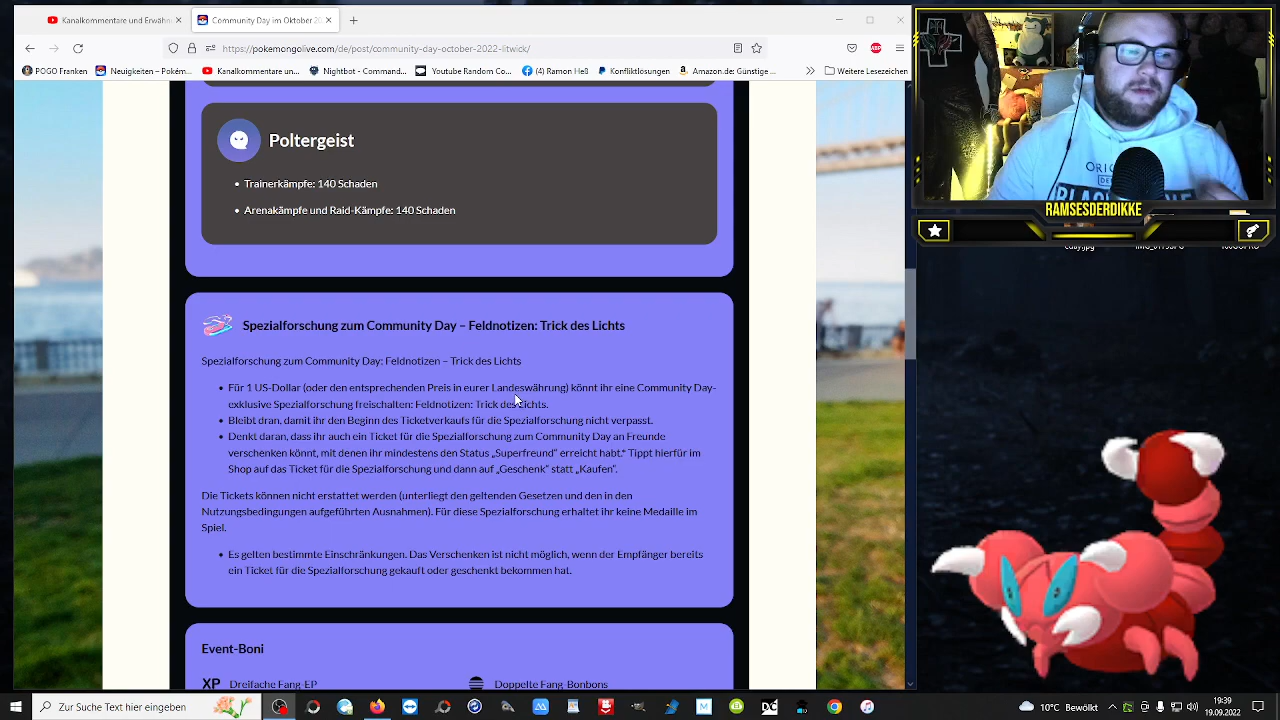 Kanalkommentare und Erwähn
Community Day im Oktober 20
https://pokemongolive.com/de/post/community-day-october-2022-litwick/
POGO Franken
Neuigkeiten – Pokém...
Kanalkommentare un...
Nightbot - Command...
Youtube Random Co...
(4) Ramon Hei
Konfliktlösungen
Amazon.de: Günstige ...
Weitere Lesezeichen
Poltergeist
Trainerkämpfe: 140 Schaden
Arenakämpfe und Raid-Kämpfe: 140 Schaden
Spezialforschung zum Community Day – Feldnotizen: Trick des Lichts
Spezialforschung zum Community Day: Feldnotizen – Trick des Lichts
Für 1 US-Dollar (oder den entsprechenden Preis in eurer Landeswährung) könnt ihr eine Community Day-
exklusive Spezialforschung freischalten: Feldnotizen: Trick des Lichts.
Bleibt dran, damit ihr den Beginn des Ticketverkaufs für die Spezialforschung nicht verpasst.
Denkt daran, dass ihr auch ein Ticket für die Spezialforschung zum Community Day an Freunde
verschenken könnt, mit denen ihr mindestens den Status „Superfreund“ erreicht habt.* Tippt hierfür im
Shop auf das Ticket für die Spezialforschung und dann auf „Geschenk“ statt „Kaufen“.
Die Tickets können nicht erstattet werden (unterliegt den geltenden Gesetzen und den in den
Nutzungsbedingungen aufgeführten Ausnahmen). Für diese Spezialforschung erhaltet ihr keine Medaille im
Spiel.
Es gelten bestimmte Einschränkungen. Das Verschenken ist nicht möglich, wenn der Empfänger bereits
ein Ticket für die Spezialforschung gekauft oder geschenkt bekommen hat.
Event-Boni
XP Dreifache Fang-EP
Doppelte Fang-Bonbons
RAMSESDERDIKKE
Zur Suche Text hier eingeben
19:39
19.09.2022